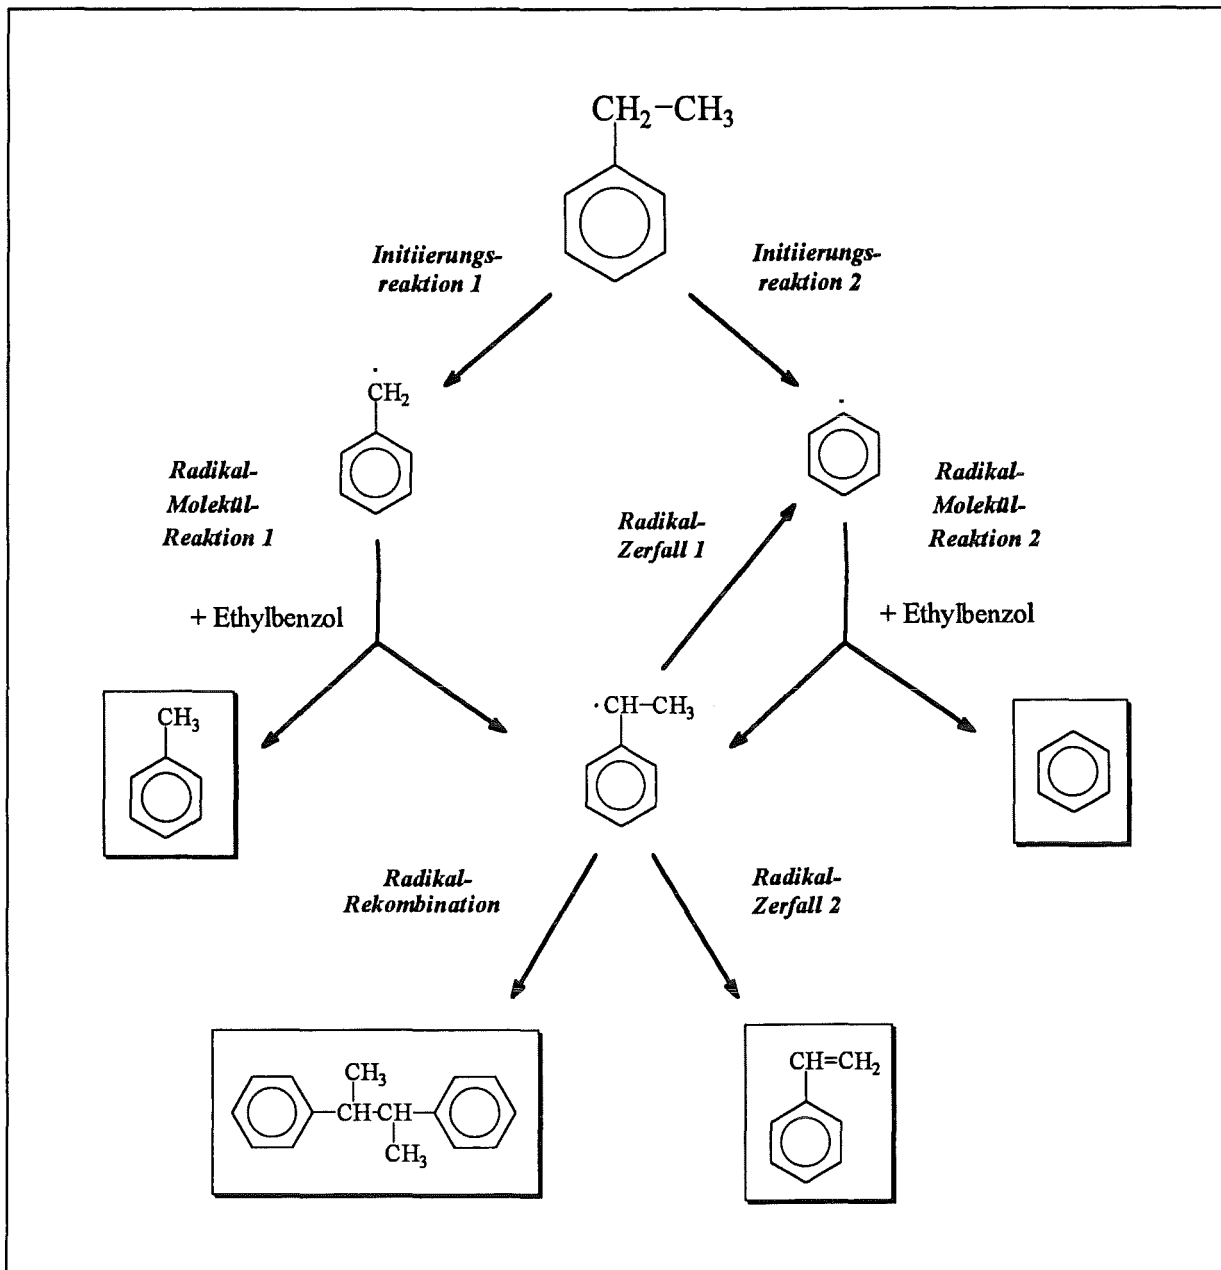 CH₂-CH₃
Initiierungs-
reaktion 1
Initiierungs-
reaktion 2
·
CH₂
·
Radikal-
Molekül-
Reaktion 1
Radikal-
Zerfall 1
Radikal-
Molekül-
Reaktion 2
+ Ethylbenzol
+ Ethylbenzol
CH₃
·CH-CH₃
Radikal-
Rekombination
Radikal-
Zerfall 2
CH₃
CH-CH
CH₃
CH=CH₂